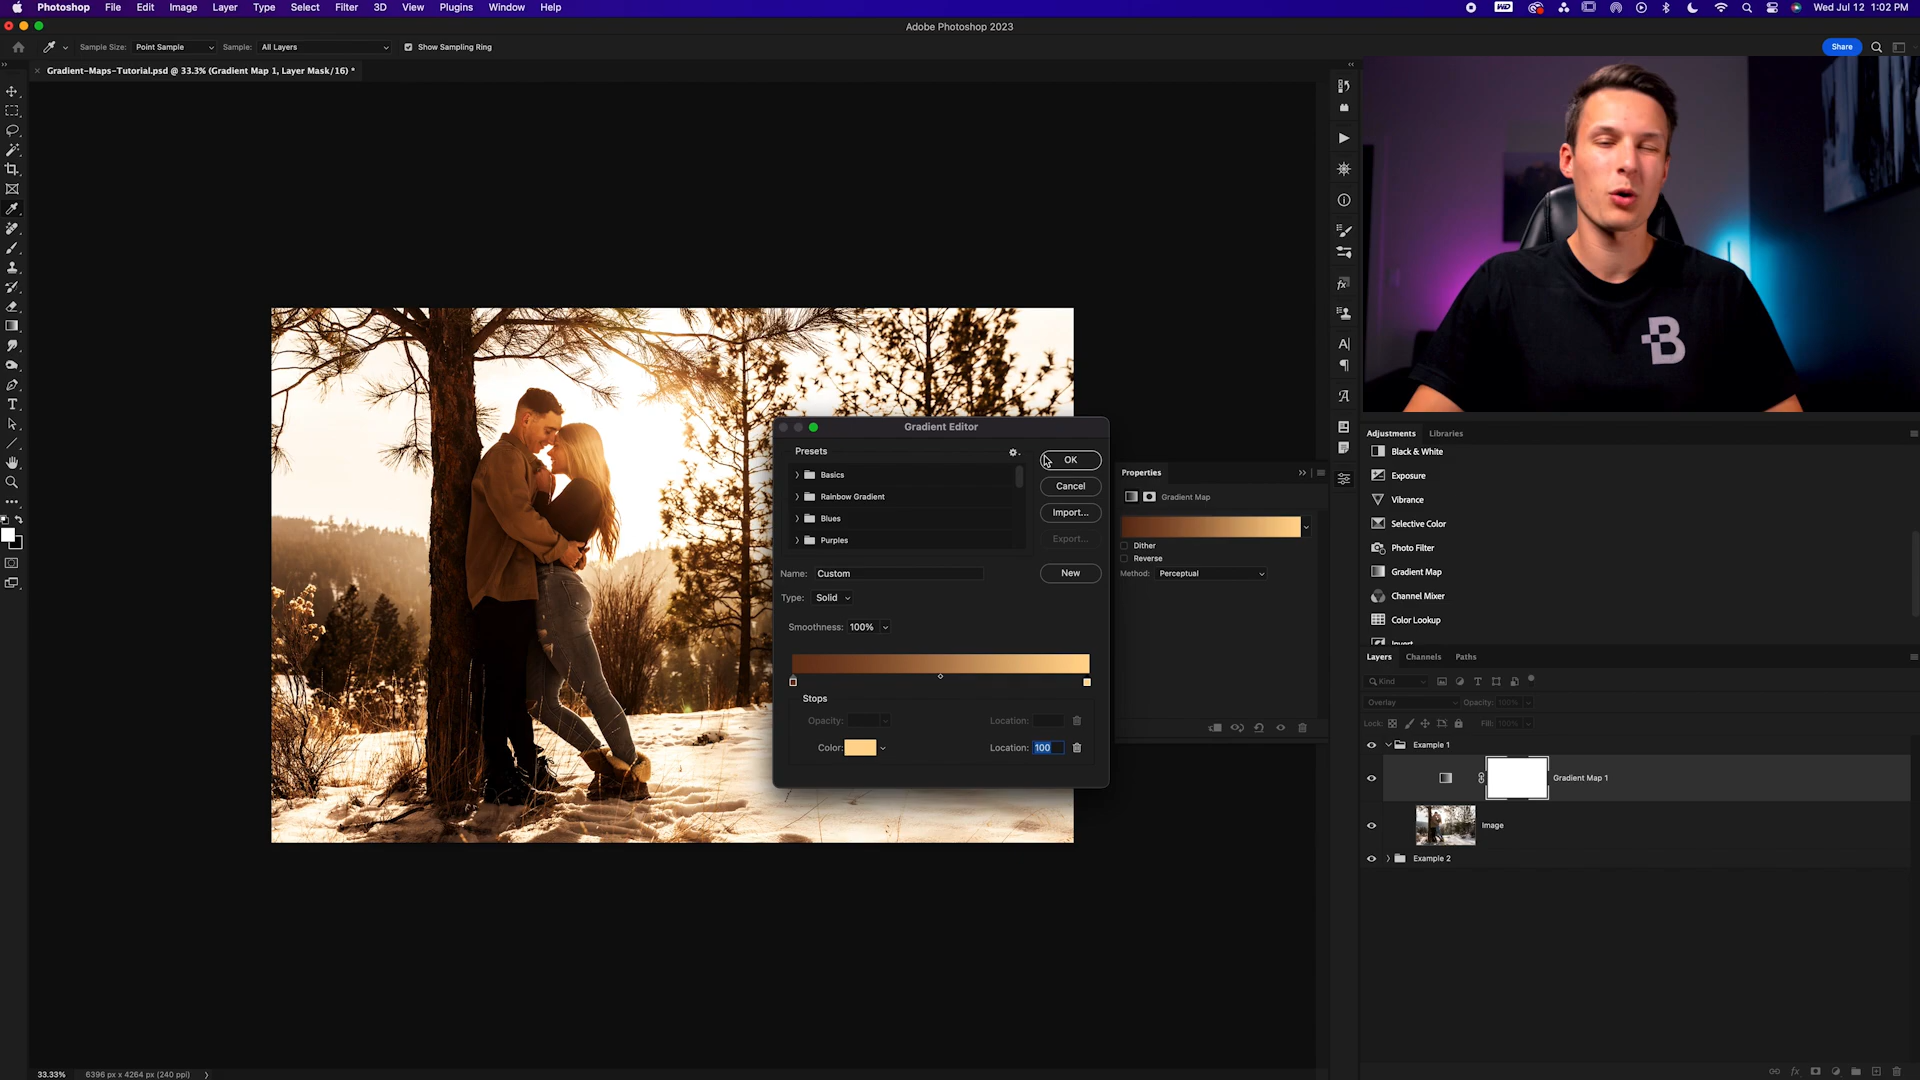 Photoshop File Edit Image Layer Type Select Filter 3D View Plugins Window Help
Wed Jul 12 1:02 PM
Adobe Photoshop 2023
Sample Size: Point Sample Sample: All Layers Show Sampling Ring
Share
Gradient-Maps-Tutorial.psd @ 33.3% (Gradient Map 1, Layer Mask/16) *
B
Gradient Editor
Presets
OK
Basics
Cancel
Rainbow Gradient
Import...
Blues
Export...
Purples
Name: Custom
New
Type: Solid
Smoothness: 100%
Stops
Opacity:
Location:
Color:
Location: 100
Properties
Gradient Map
Dither
Reverse
Method: Perceptual
Adjustments Libraries
Black & White
Exposure
Vibrance
Selective Color
Photo Filter
Gradient Map
Channel Mixer
Color Lookup
Invert
Layers Channels Paths
Kind
Overlay Opacity: 100%
Lock: Fill: 100%
Example 1
Gradient Map 1
Image
Example 2
33.33% 6396 px x 4264 px (240 ppi)